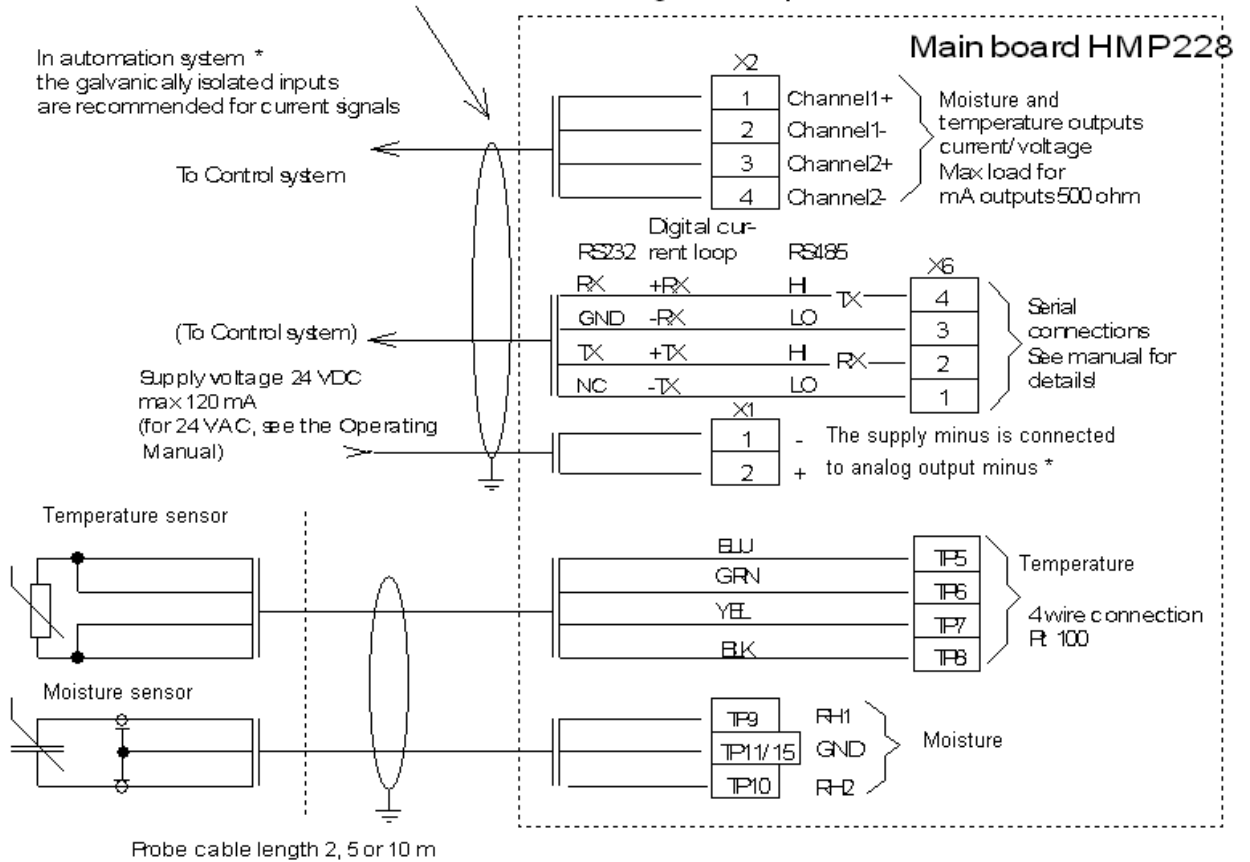 Main board HMP228
In automation system *
the galvanically isolated inputs
are recommended for current signals
To Control system
X2
1 Channel1+
2 Channel1-
3 Channel2+
4 Channel2-
Moisture and
temperature outputs
current/voltage
Max load for
mA outputs 500 ohm
Digital cur-
RS232 rent loop RS485
X6
RX +RX HI TX 4
GND -RX LO 3
TX +TX HI RX 2
NC -TX LO 1
Serial
connections
See manual for
details!
(To Control system)
Supply voltage 24 VDC
max 120 mA
(for 24 VAC, see the Operating
Manual)
X1
1 - The supply minus is connected
2 + to analog output minus *
Temperature sensor
BLU TP5
GRN TP6
YEL TP7
BLK TP8
Temperature
4 wire connection
Pt 100
Moisture sensor
TP9 RH1
TP11/15 GND
TP10 RH2
Moisture
Probe cable length 2, 5 or 10 m